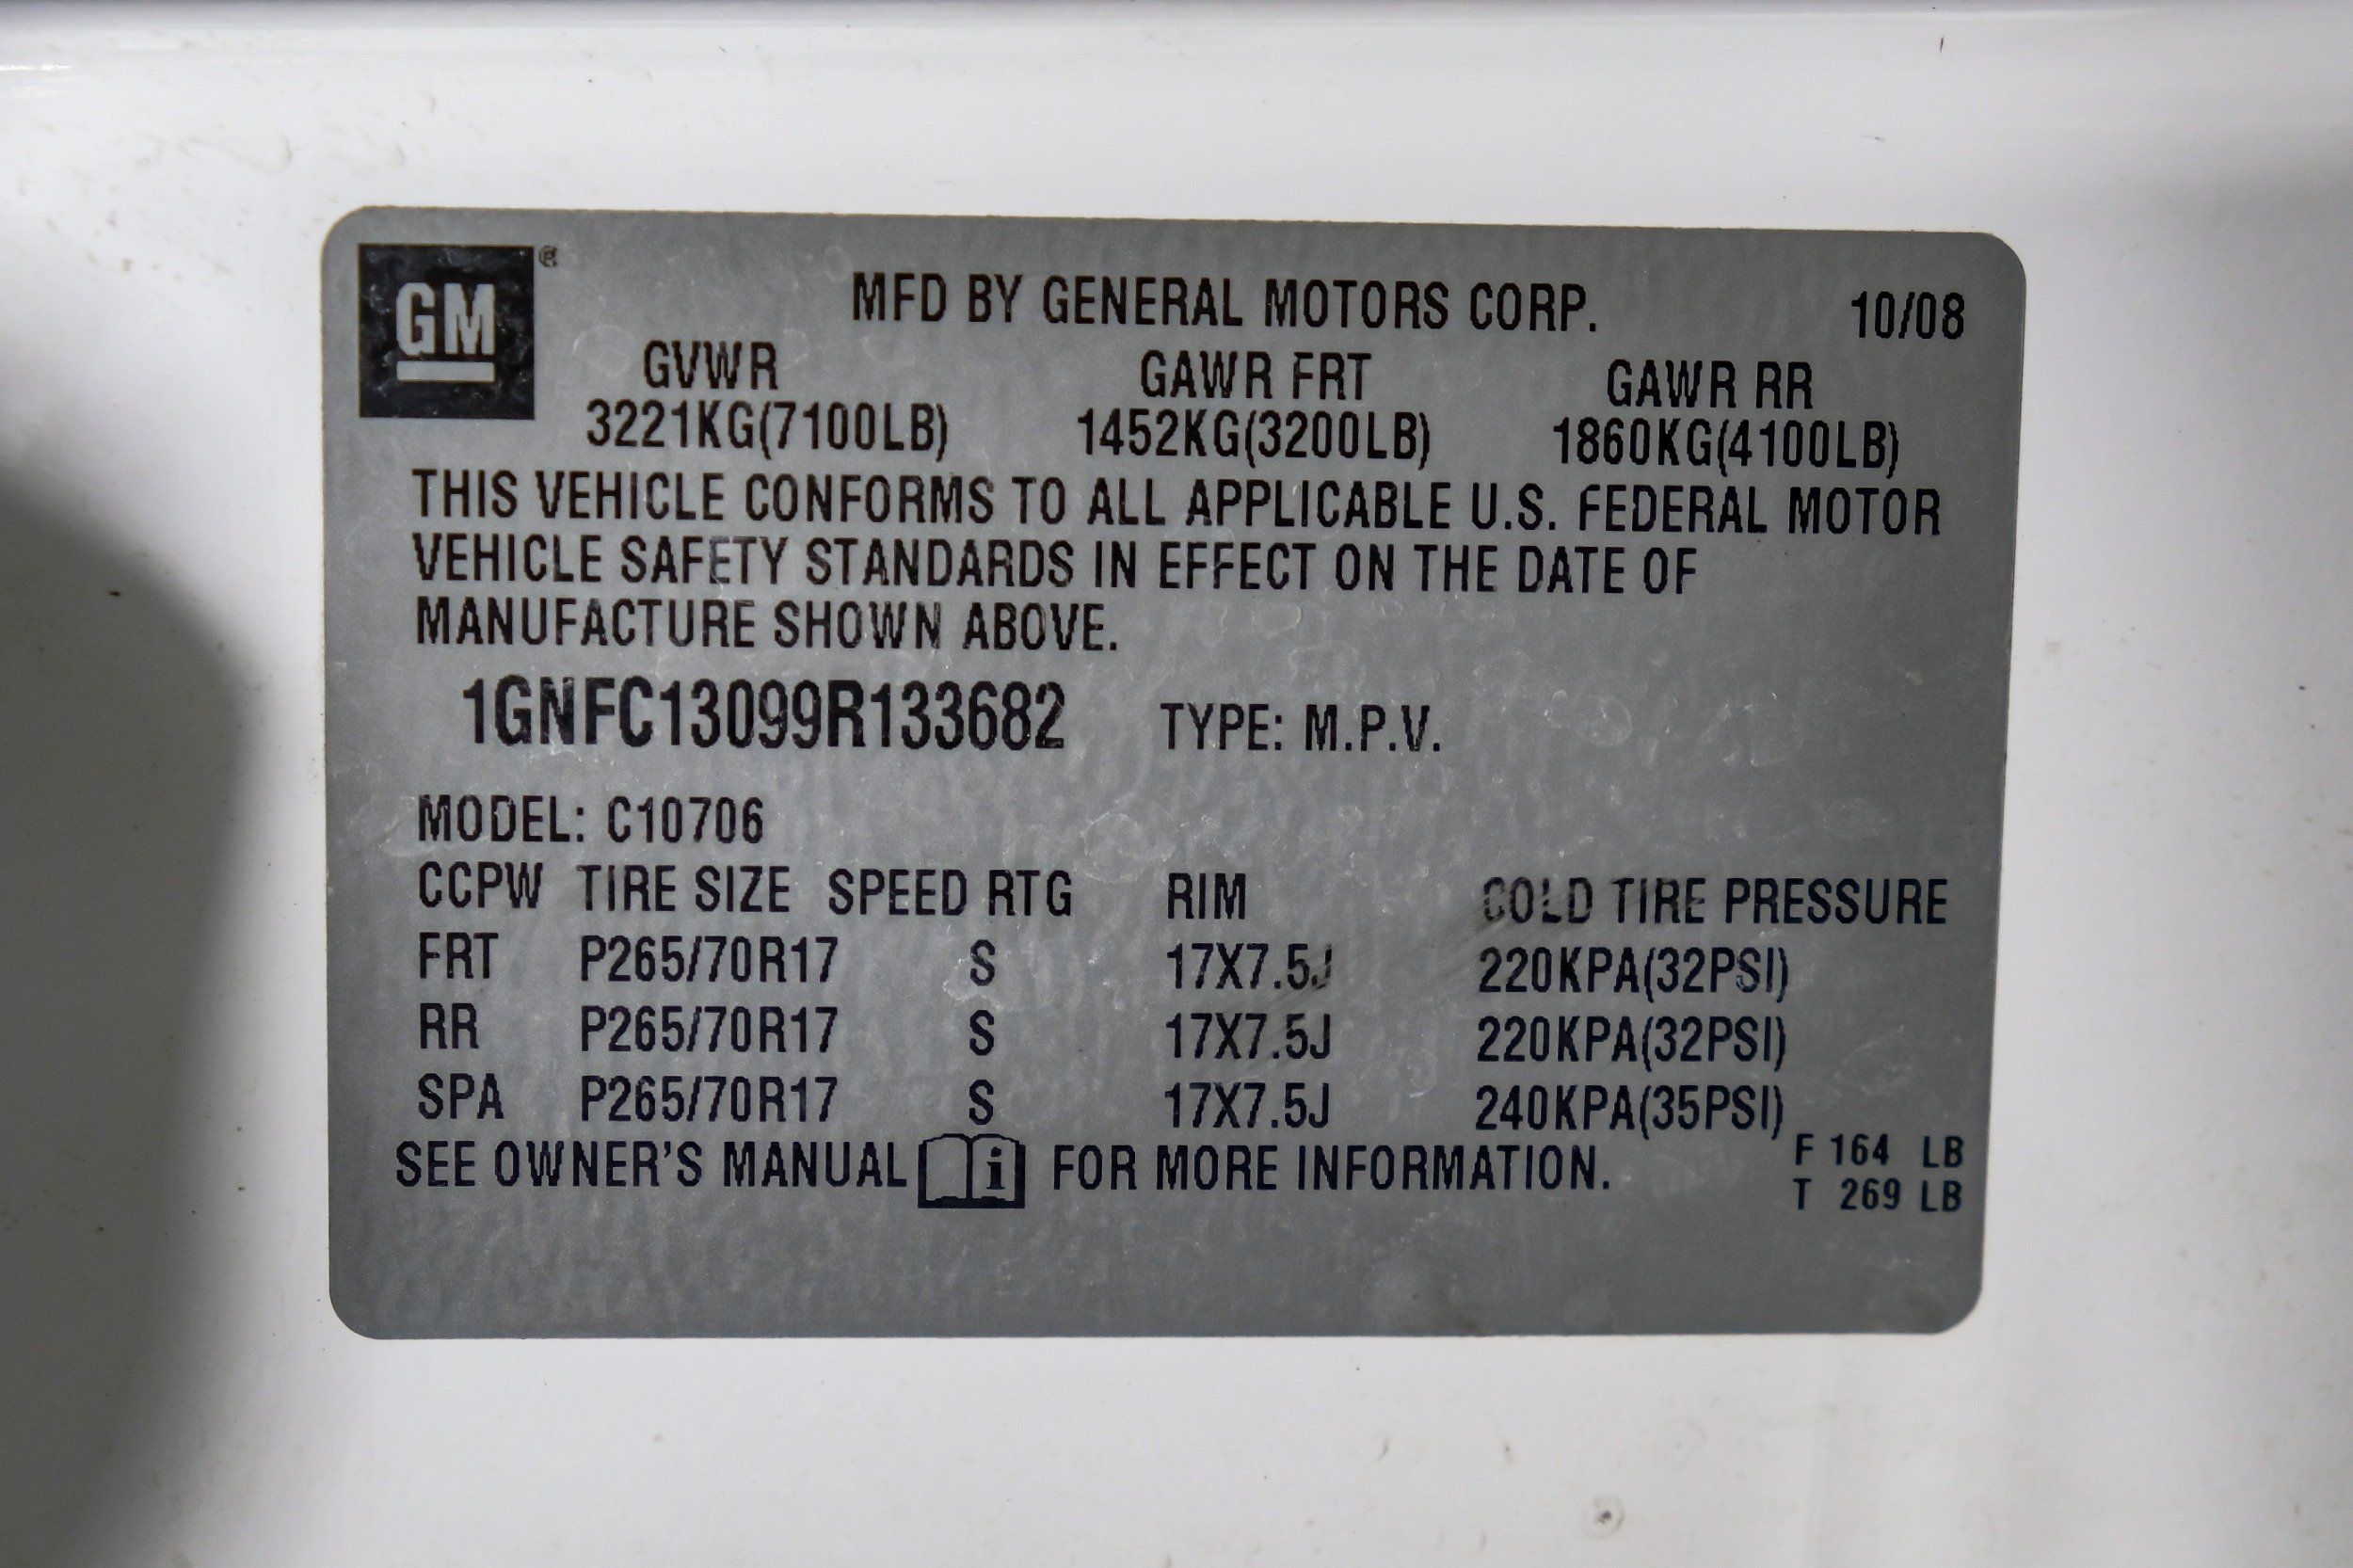 GM ®
MFD BY GENERAL MOTORS CORP. 10/08
GVWR GAWR FRT GAWR RR
3221KG(7100LB) 1452KG(3200LB) 1860KG(4100LB)
THIS VEHICLE CONFORMS TO ALL APPLICABLE U.S. FEDERAL MOTOR
VEHICLE SAFETY STANDARDS IN EFFECT ON THE DATE OF
MANUFACTURE SHOWN ABOVE.
1GNFC13099R133682 TYPE: M.P.V.
MODEL: C10706
CCPW TIRE SIZE SPEED RTG RIM COLD TIRE PRESSURE
FRT P265/70R17 S 17X7.5J 220KPA(32PSI)
RR P265/70R17 S 17X7.5J 220KPA(32PSI)
SPA P265/70R17 S 17X7.5J 240KPA(35PSI)
SEE OWNER'S MANUAL i FOR MORE INFORMATION.
F 164 LB
T 269 LB